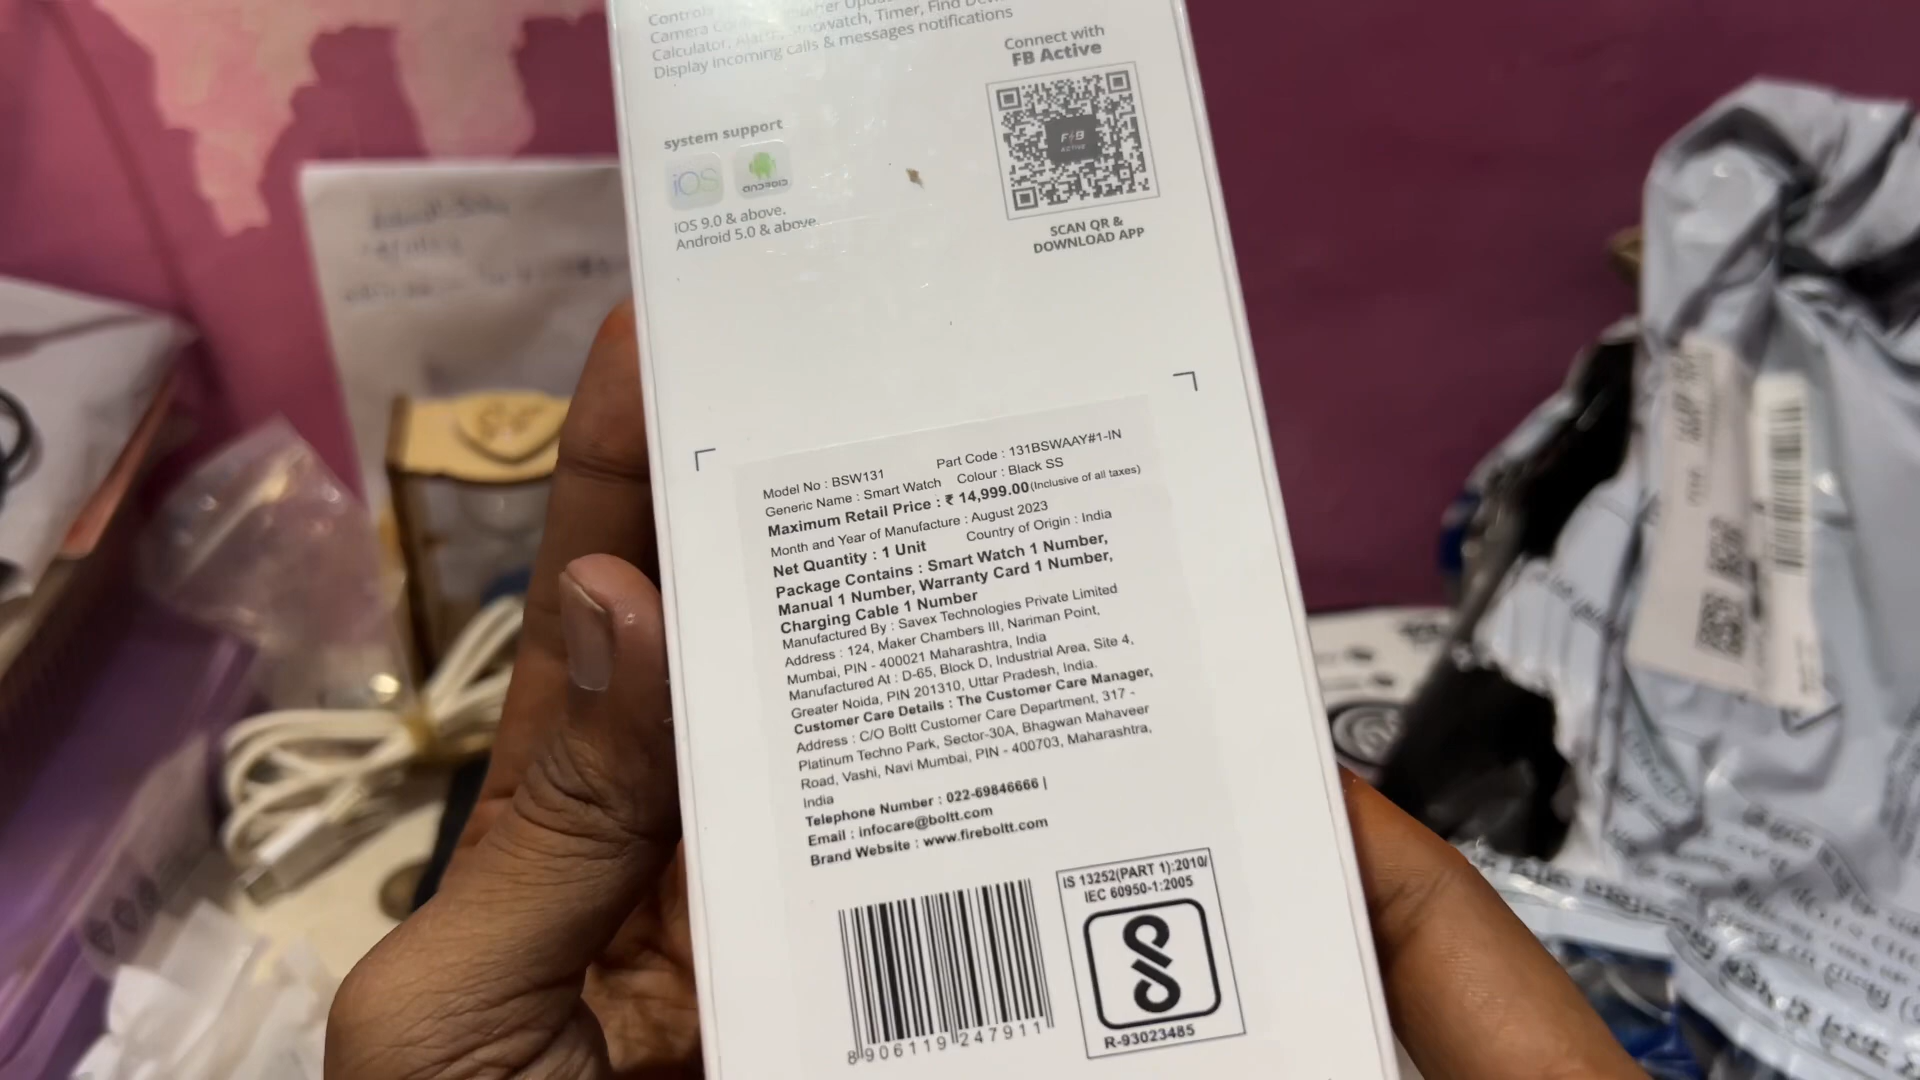 Camera
Stopwatch, Timer, Find
Calculator, Alarm,
Display incoming calls & messages notifications
Connect with
FB Active
system support
iOS
ANDROID
F B
ACTIVE
iOS 9.0 & above.
Android 5.0 & above.
SCAN QR &
DOWNLOAD APP
Model No : BSW131 Part Code : 131BSWAAY#1-IN
Generic Name : Smart Watch Colour : Black SS
Maximum Retail Price : ₹ 14,999.00 (Inclusive of all taxes)
Month and Year of Manufacture : August 2023
Net Quantity : 1 Unit Country of Origin : India
Package Contains : Smart Watch 1 Number,
Manual 1 Number, Warranty Card 1 Number,
Charging Cable 1 Number
Manufactured By : Savex Technologies Private Limited
Address : 124, Maker Chambers III, Nariman Point,
Mumbai, PIN - 400021 Maharashtra, India
Manufactured At : D-65, Block D, Industrial Area, Site 4,
Greater Noida, PIN 201310, Uttar Pradesh, India.
Customer Care Details : The Customer Care Manager,
Address : C/O Boltt Customer Care Department, 317 -
Platinum Techno Park, Sector-30A, Bhagwan Mahaveer
Road, Vashi, Navi Mumbai, PIN - 400703, Maharashtra,
India
Telephone Number : 022-69846666 |
Email : infocare@boltt.com
Brand Website : www.fireboltt.com
IS 13252(PART 1):2010/
IEC 60950-1:2005
R-93023485
8 906119 247911